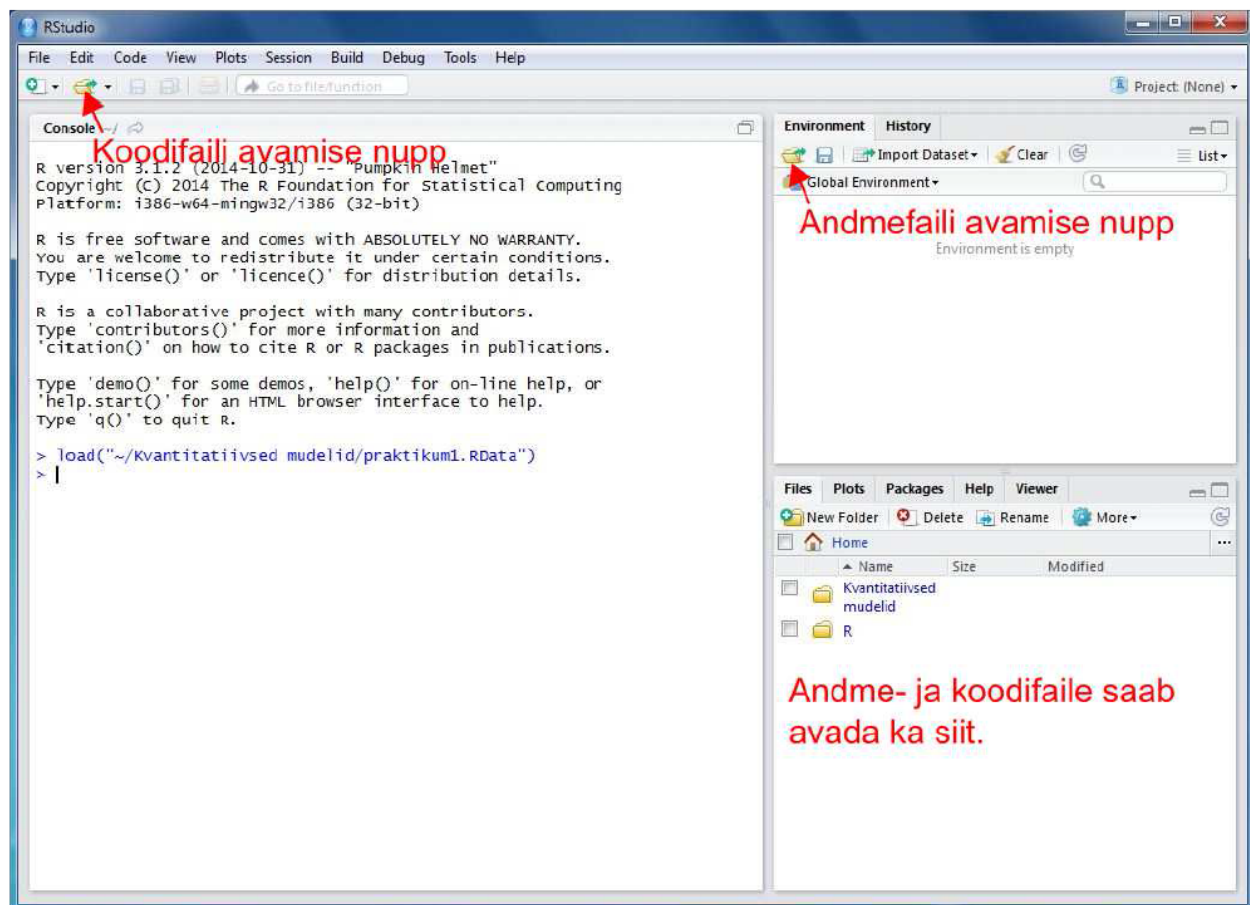 RStudio
File Edit Code View Plots Session Build Debug Tools Help
Go to file/function
Project: (None)
Console ~/
Koodifaili avamise nupp
R version 3.1.2 (2014-10-31) -- "Pumpkin Helmet"
Copyright (C) 2014 The R Foundation for Statistical Computing
Platform: i386-w64-mingw32/i386 (32-bit)
R is free software and comes with ABSOLUTELY NO WARRANTY.
You are welcome to redistribute it under certain conditions.
Type 'license()' or 'licence()' for distribution details.
R is a collaborative project with many contributors.
Type 'contributors()' for more information and
'citation()' on how to cite R or R packages in publications.
Type 'demo()' for some demos, 'help()' for on-line help, or
'help.start()' for an HTML browser interface to help.
Type 'q()' to quit R.
> load("~/Kvantitatiivsed mudelid/praktikum1.RData")
>
Environment History
Import Dataset Clear List
Global Environment
Andmefaili avamise nupp
Environment is empty
Files Plots Packages Help Viewer
New Folder Delete Rename More
Home
Name Size Modified
Kvantitatiivsed
mudelid
R
Andme- ja koodifaile saab
avada ka siit.